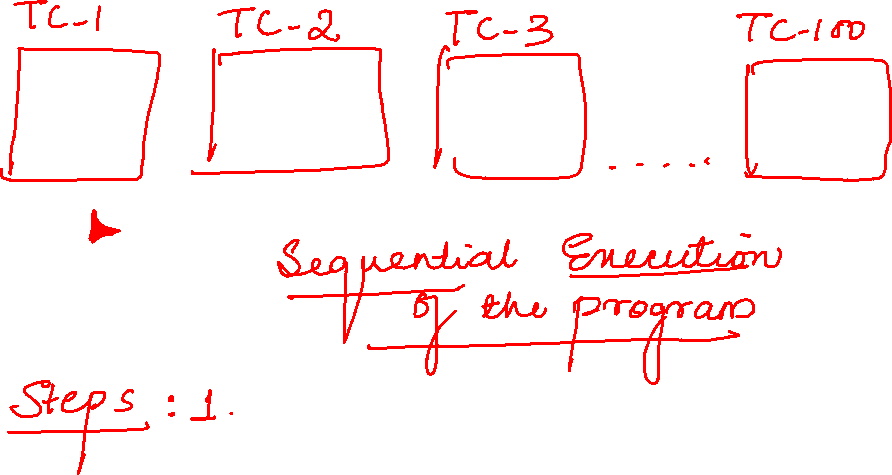 TC-1 TC-2 TC-3 TC-100
.....
Sequential Execution
of the program
Steps : 1.